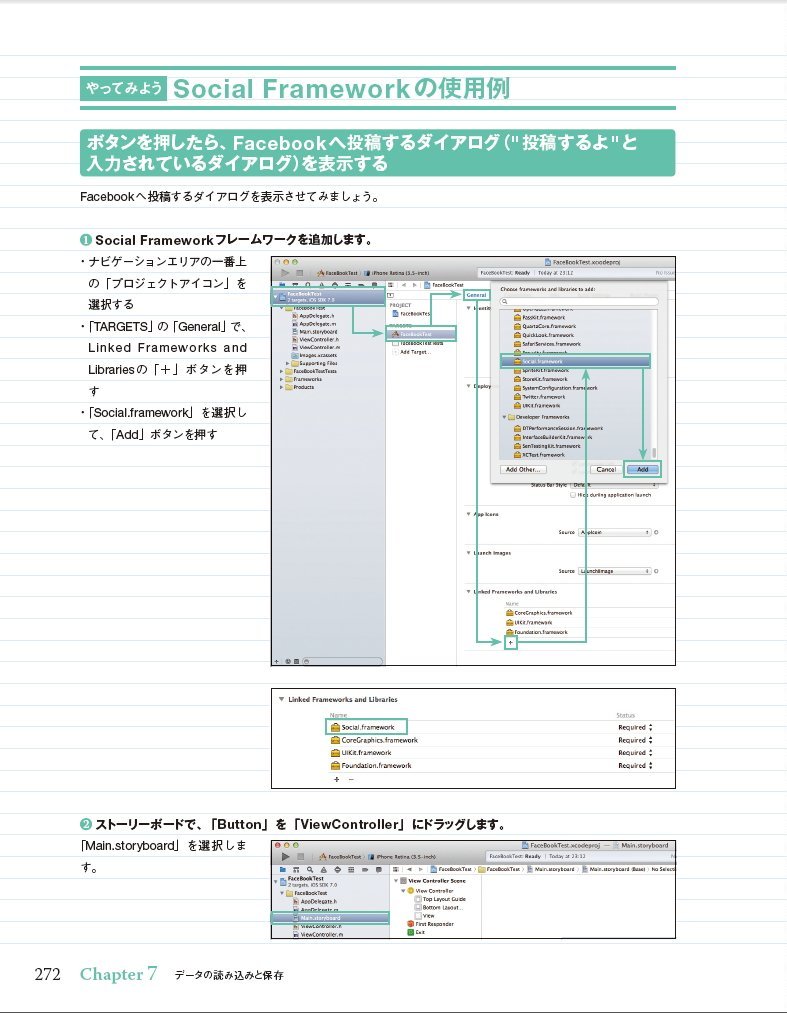 やってみよう Social Frameworkの使用例
ボタンを押したら、Facebookへ投稿するダイアログ("投稿するよ"と
入力されているダイアログ)を表示する
Facebookへ投稿するダイアログを表示させてみましょう。
❶ Social Frameworkフレームワークを追加します。
・ナビゲーションエリアの一番上
の「プロジェクトアイコン」を
選択する
・「TARGETS」の「General」で、
Linked Frameworks and
Librariesの「＋」ボタンを押
す
・「Social.framework」を選択し
て、「Add」ボタンを押す
FaceBookTest.xcodeproj
FaceBookTest
iPhone Retina (3.5-inch)
FaceBookTest: Ready
Today at 23:12
FaceBookTest
FaceBookTest
2 targets, iOS SDK 7.0
FaceBookTest
AppDelegate.h
AppDelegate.m
Main.storyboard
ViewController.h
ViewController.m
Images.xcassets
Supporting Files
FaceBookTestTests
Frameworks
Products
PROJECT
FaceBookTest
Add Target...
General
Choose frameworks and libraries to add:
PassKit.framework
QuartzCore.framework
QuickLook.framework
SafariServices.framework
Social.framework
SpriteKit.framework
StoreKit.framework
SystemConfiguration.framework
Twitter.framework
UIKit.framework
Developer Frameworks
DTPerformanceSession.framework
InterfaceBuilderKit.framework
SenTestingKit.framework
XCTest.framework
Add Other...
Cancel
Add
Status Bar Style
Default
Hide during application launch
App Icons
Source
AppIcon
Launch Images
Source
LaunchImage
Linked Frameworks and Libraries
Name
CoreGraphics.framework
UIKit.framework
Foundation.framework
+
Linked Frameworks and Libraries
Name
Status
Social.framework
Required
CoreGraphics.framework
Required
UIKit.framework
Required
Foundation.framework
Required
+ −
❷ ストーリーボードで、「Button」を「ViewController」にドラッグします。
「Main.storyboard」を選択しま
す。
FaceBookTest.xcodeproj — Main.storyboard
FaceBookTest
iPhone Retina (3.5-inch)
FaceBookTest: Ready
Today at 23:12
FaceBookTest
FaceBookTest
Main.storyboard
Main.storyboard (Base)
FaceBookTest
2 targets, iOS SDK 7.0
FaceBookTest
AppDelegate.h
AppDelegate.m
Main.storyboard
ViewController.h
ViewController.m
View Controller Scene
View Controller
Top Layout Guide
Bottom Layout...
View
First Responder
Exit
272 Chapter 7 データの読み込みと保存